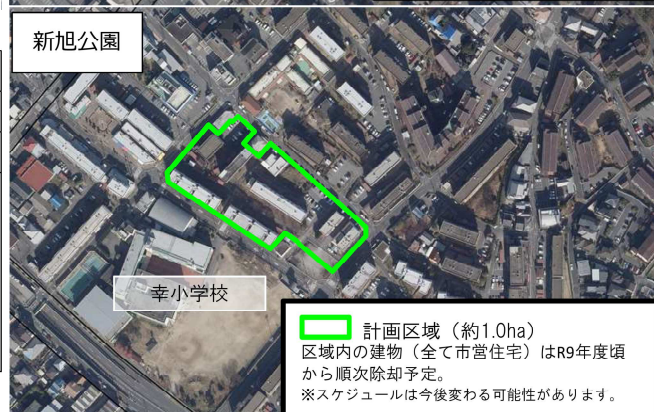 新旭公園
幸小学校
計画区域（約1.0ha）
区域内の建物（全て市営住宅）はR9年度頃
から順次除却予定。
※スケジュールは今後変わる可能性があります。